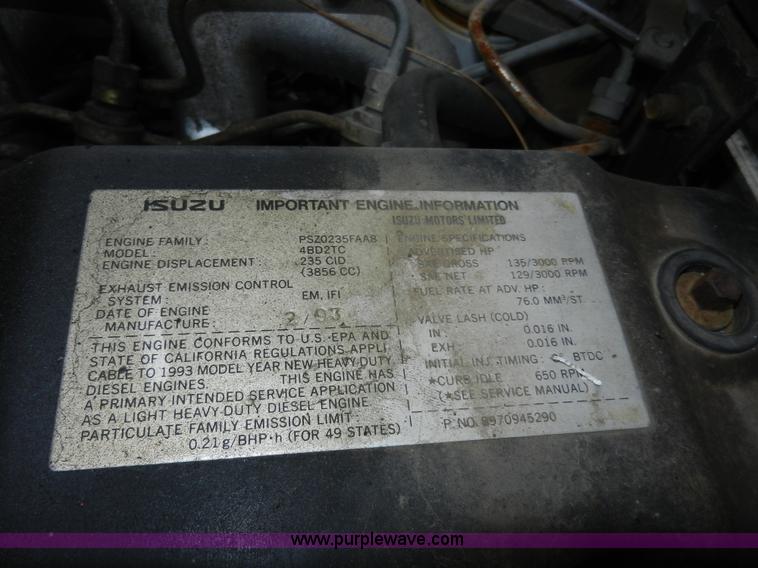 ISUZU IMPORTANT ENGINE INFORMATION
ISUZU MOTORS LIMITED
ENGINE FAMILY: PSZ0235FAA8
MODEL: 4BD2TC
ENGINE DISPLACEMENT: 235 CID
(3856 CC)
EXHAUST EMISSION CONTROL
SYSTEM: EM, IFI
DATE OF ENGINE
MANUFACTURE: 2/93
THIS ENGINE CONFORMS TO U.S. EPA AND
STATE OF CALIFORNIA REGULATIONS APPLI-
CABLE TO 1993 MODEL YEAR NEW HEAVY-DUTY
DIESEL ENGINES. THIS ENGINE HAS
A PRIMARY INTENDED SERVICE APPLICATION
AS A LIGHT HEAVY-DUTY DIESEL ENGINE.
PARTICULATE FAMILY EMISSION LIMIT:
0.21g/BHP·h (FOR 49 STATES)
ENGINE SPECIFICATIONS
ADVERTISED HP
SAE GROSS 135/3000 RPM
SAE NET 129/3000 RPM
FUEL RATE AT ADV. HP:
76.0 MM³/ST.
VALVE LASH (COLD)
IN: 0.016 IN.
EXH: 0.016 IN.
INITIAL INJ. TIMING: BTDC
*CURB IDLE 650 RPM
(*SEE SERVICE MANUAL)
P. NO. 8970945290
www.purplewave.com